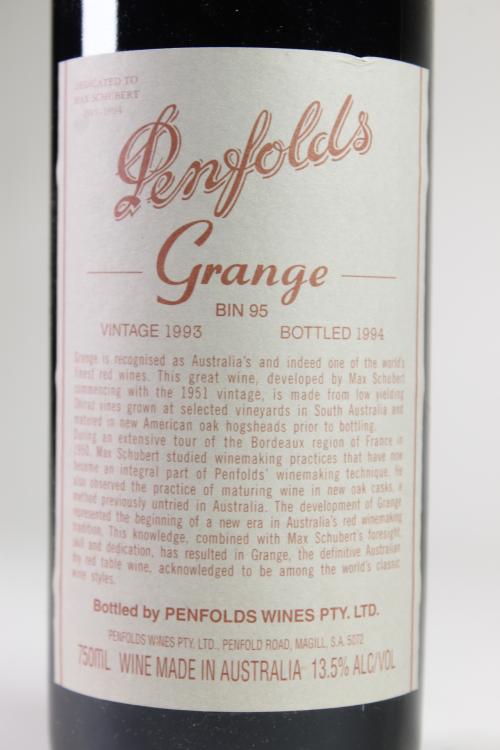 DEDICATED TO
MAX SCHUBERT
1915-1994
Penfolds
Grange
BIN 95
VINTAGE 1993 BOTTLED 1994
Grange is recognised as Australia's and indeed one of the world's
finest red wines. This great wine, developed by Max Schubert
commencing with the 1951 vintage, is made from low yielding
Shiraz vines grown at selected vineyards in South Australia and
matured in new American oak hogsheads prior to bottling.
During an extensive tour of the Bordeaux region of France in
1950, Max Schubert studied winemaking practices that have now
became an integral part of Penfolds' winemaking technique. He
also observed the practice of maturing wine in new oak casks, a
method previously untried in Australia. The development of Grange
represented the beginning of a new era in Australia's red winemaking
tradition. This knowledge, combined with Max Schubert's foresight,
skill and dedication, has resulted in Grange, the definitive Australian
dry red table wine, acknowledged to be among the world's classic
wine styles.
Bottled by PENFOLDS WINES PTY. LTD.
PENFOLDS WINES PTY. LTD., PENFOLD ROAD, MAGILL, S.A. 5072
750ML WINE MADE IN AUSTRALIA 13.5% ALC/VOL